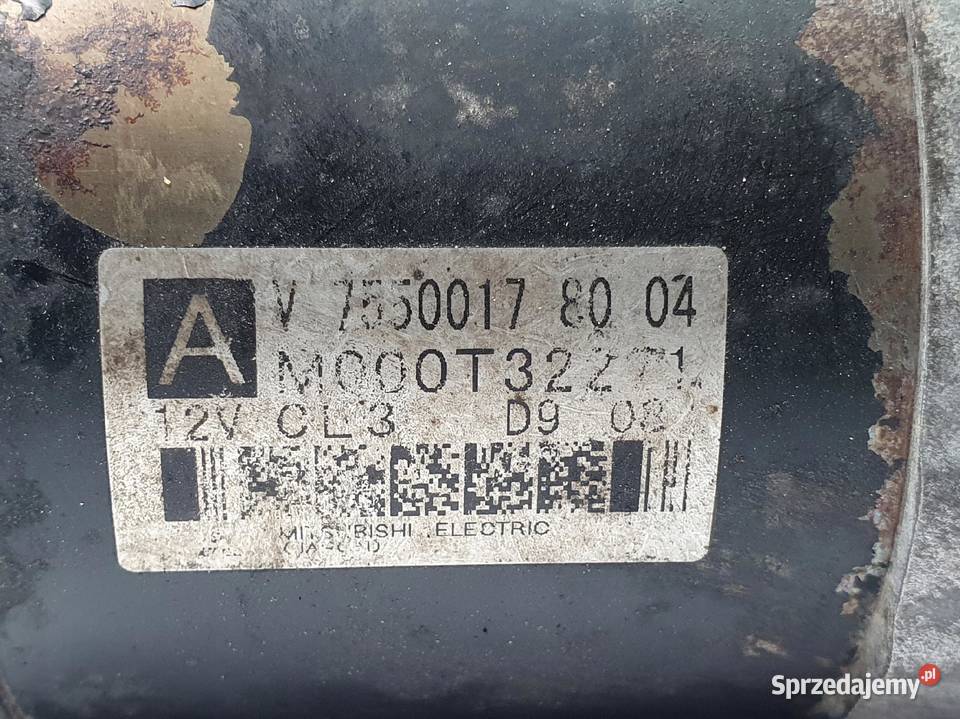 A
V 7550017 80 04
M000T32271
12V CL3 D9 08
MITSUBISHI ELECTRIC
Sprzedajemy.pl